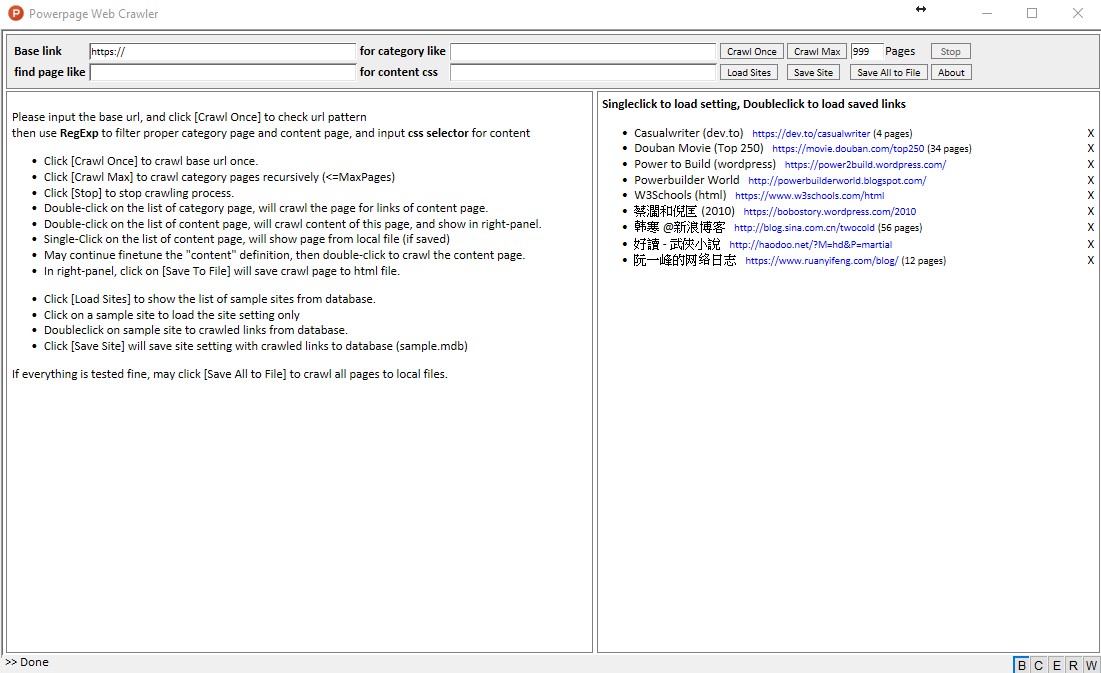 P Powerpage Web Crawler
Base link https:// for category like Crawl Once Crawl Max 999 Pages Stop
find page like for content css Load Sites Save Site Save All to File About
Please input the base url, and click [Crawl Once] to check url pattern
then use RegExp to filter proper category page and content page, and input css selector for content
• Click [Crawl Once] to crawl base url once.
• Click [Crawl Max] to crawl category pages recursively (<=MaxPages)
• Click [Stop] to stop crawling process.
• Double-click on the list of category page, will crawl the page for links of content page.
• Double-click on the list of content page, will crawl content of this page, and show in right-panel.
• Single-Click on the list of content page, will show page from local file (if saved)
• May continue finetune the "content" definition, then double-click to crawl the content page.
• In right-panel, click on [Save To File] will save crawl page to html file.
• Click [Load Sites] to show the list of sample sites from database.
• Click on a sample site to load the site setting only
• Doubleclick on sample site to crawled links from database.
• Click [Save Site] will save site setting with crawled links to database (sample.mdb)
If everything is tested fine, may click [Save All to File] to crawl all pages to local files.
Singleclick to load setting, Doubleclick to load saved links
• Casualwriter (dev.to) https://dev.to/casualwriter (4 pages) X
• Douban Movie (Top 250) https://movie.douban.com/top250 (34 pages) X
• Power to Build (wordpress) https://power2build.wordpress.com/ X
• Powerbuilder World http://powerbuilderworld.blogspot.com/ X
• W3Schools (html) https://www.w3schools.com/html X
• 蔡瀾和倪匡 (2010) https://bobostory.wordpress.com/2010 X
• 韩寒 @新浪博客 http://blog.sina.com.cn/twocold (56 pages) X
• 好讀 - 武俠小說 http://haodoo.net/?M=hd&P=martial X
• 阮一峰的网络日志 https://www.ruanyifeng.com/blog/ (12 pages) X
>> Done
B C E R W